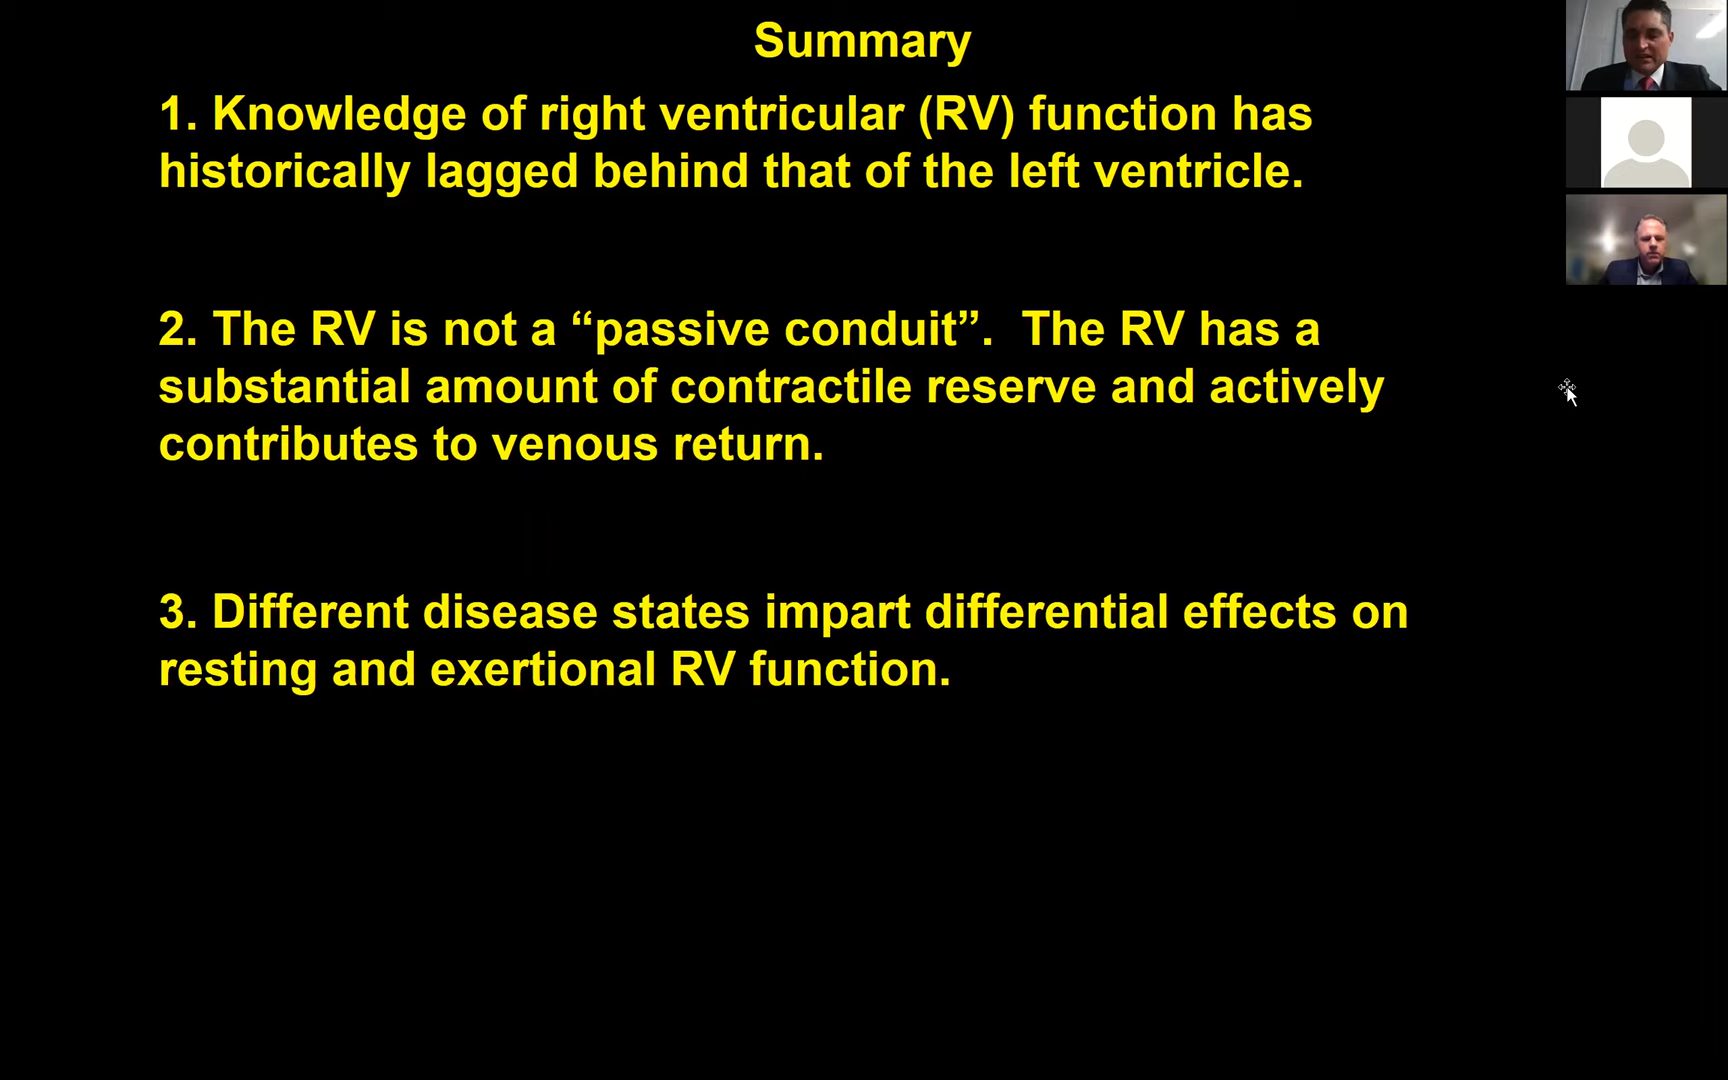 Summary
1. Knowledge of right ventricular (RV) function has
historically lagged behind that of the left ventricle.
2. The RV is not a “passive conduit”.  The RV has a
substantial amount of contractile reserve and actively
contributes to venous return.
3. Different disease states impart differential effects on
resting and exertional RV function.